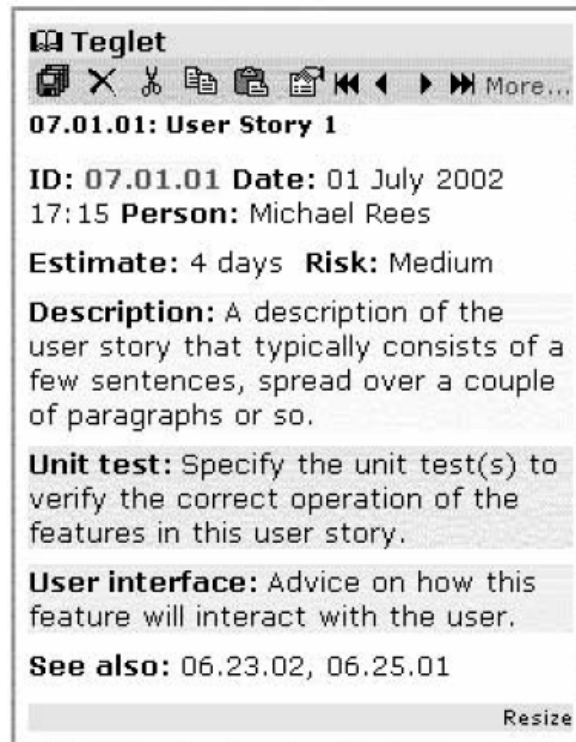 Teglet
More...
07.01.01: User Story 1
ID: 07.01.01 Date: 01 July 2002
17:15 Person: Michael Rees
Estimate: 4 days Risk: Medium
Description: A description of the
user story that typically consists of a
few sentences, spread over a couple
of paragraphs or so.
Unit test: Specify the unit test(s) to
verify the correct operation of the
features in this user story.
User interface: Advice on how this
feature will interact with the user.
See also: 06.23.02, 06.25.01
Resize